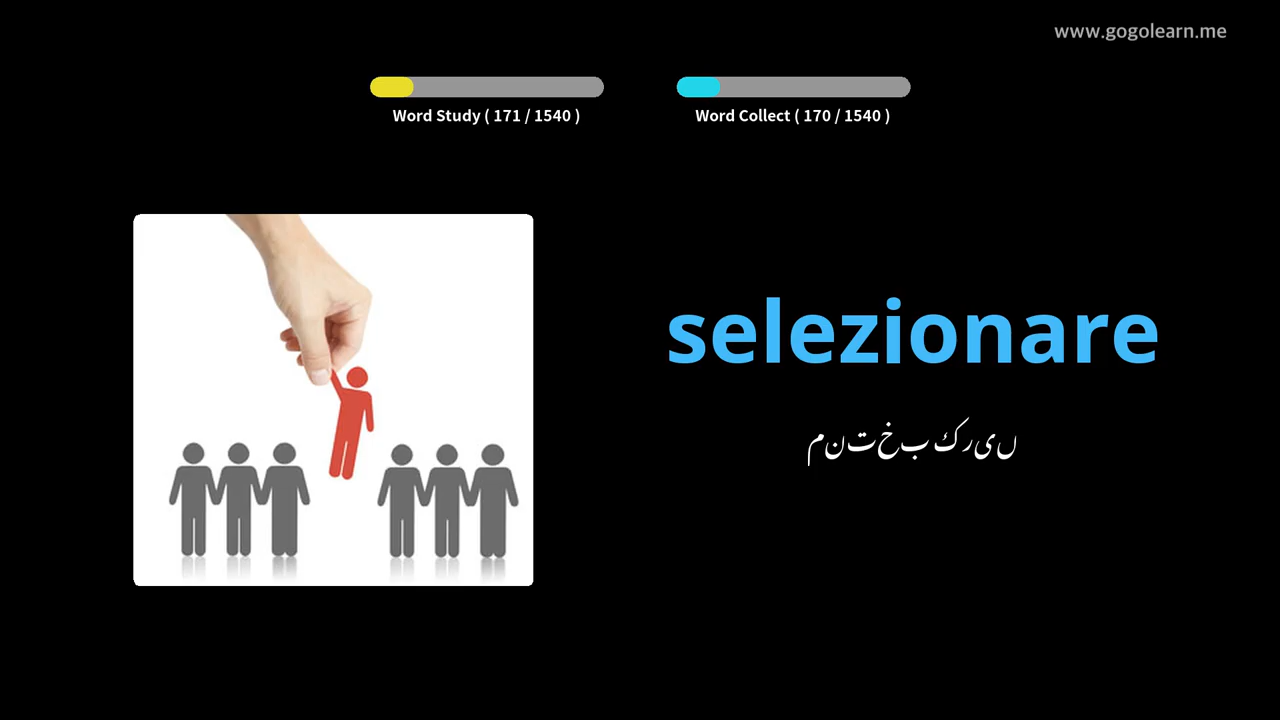 www.gogolearn.me
Word Study ( 171 / 1540 )
Word Collect ( 170 / 1540 )
selezionare
منتخب کریں